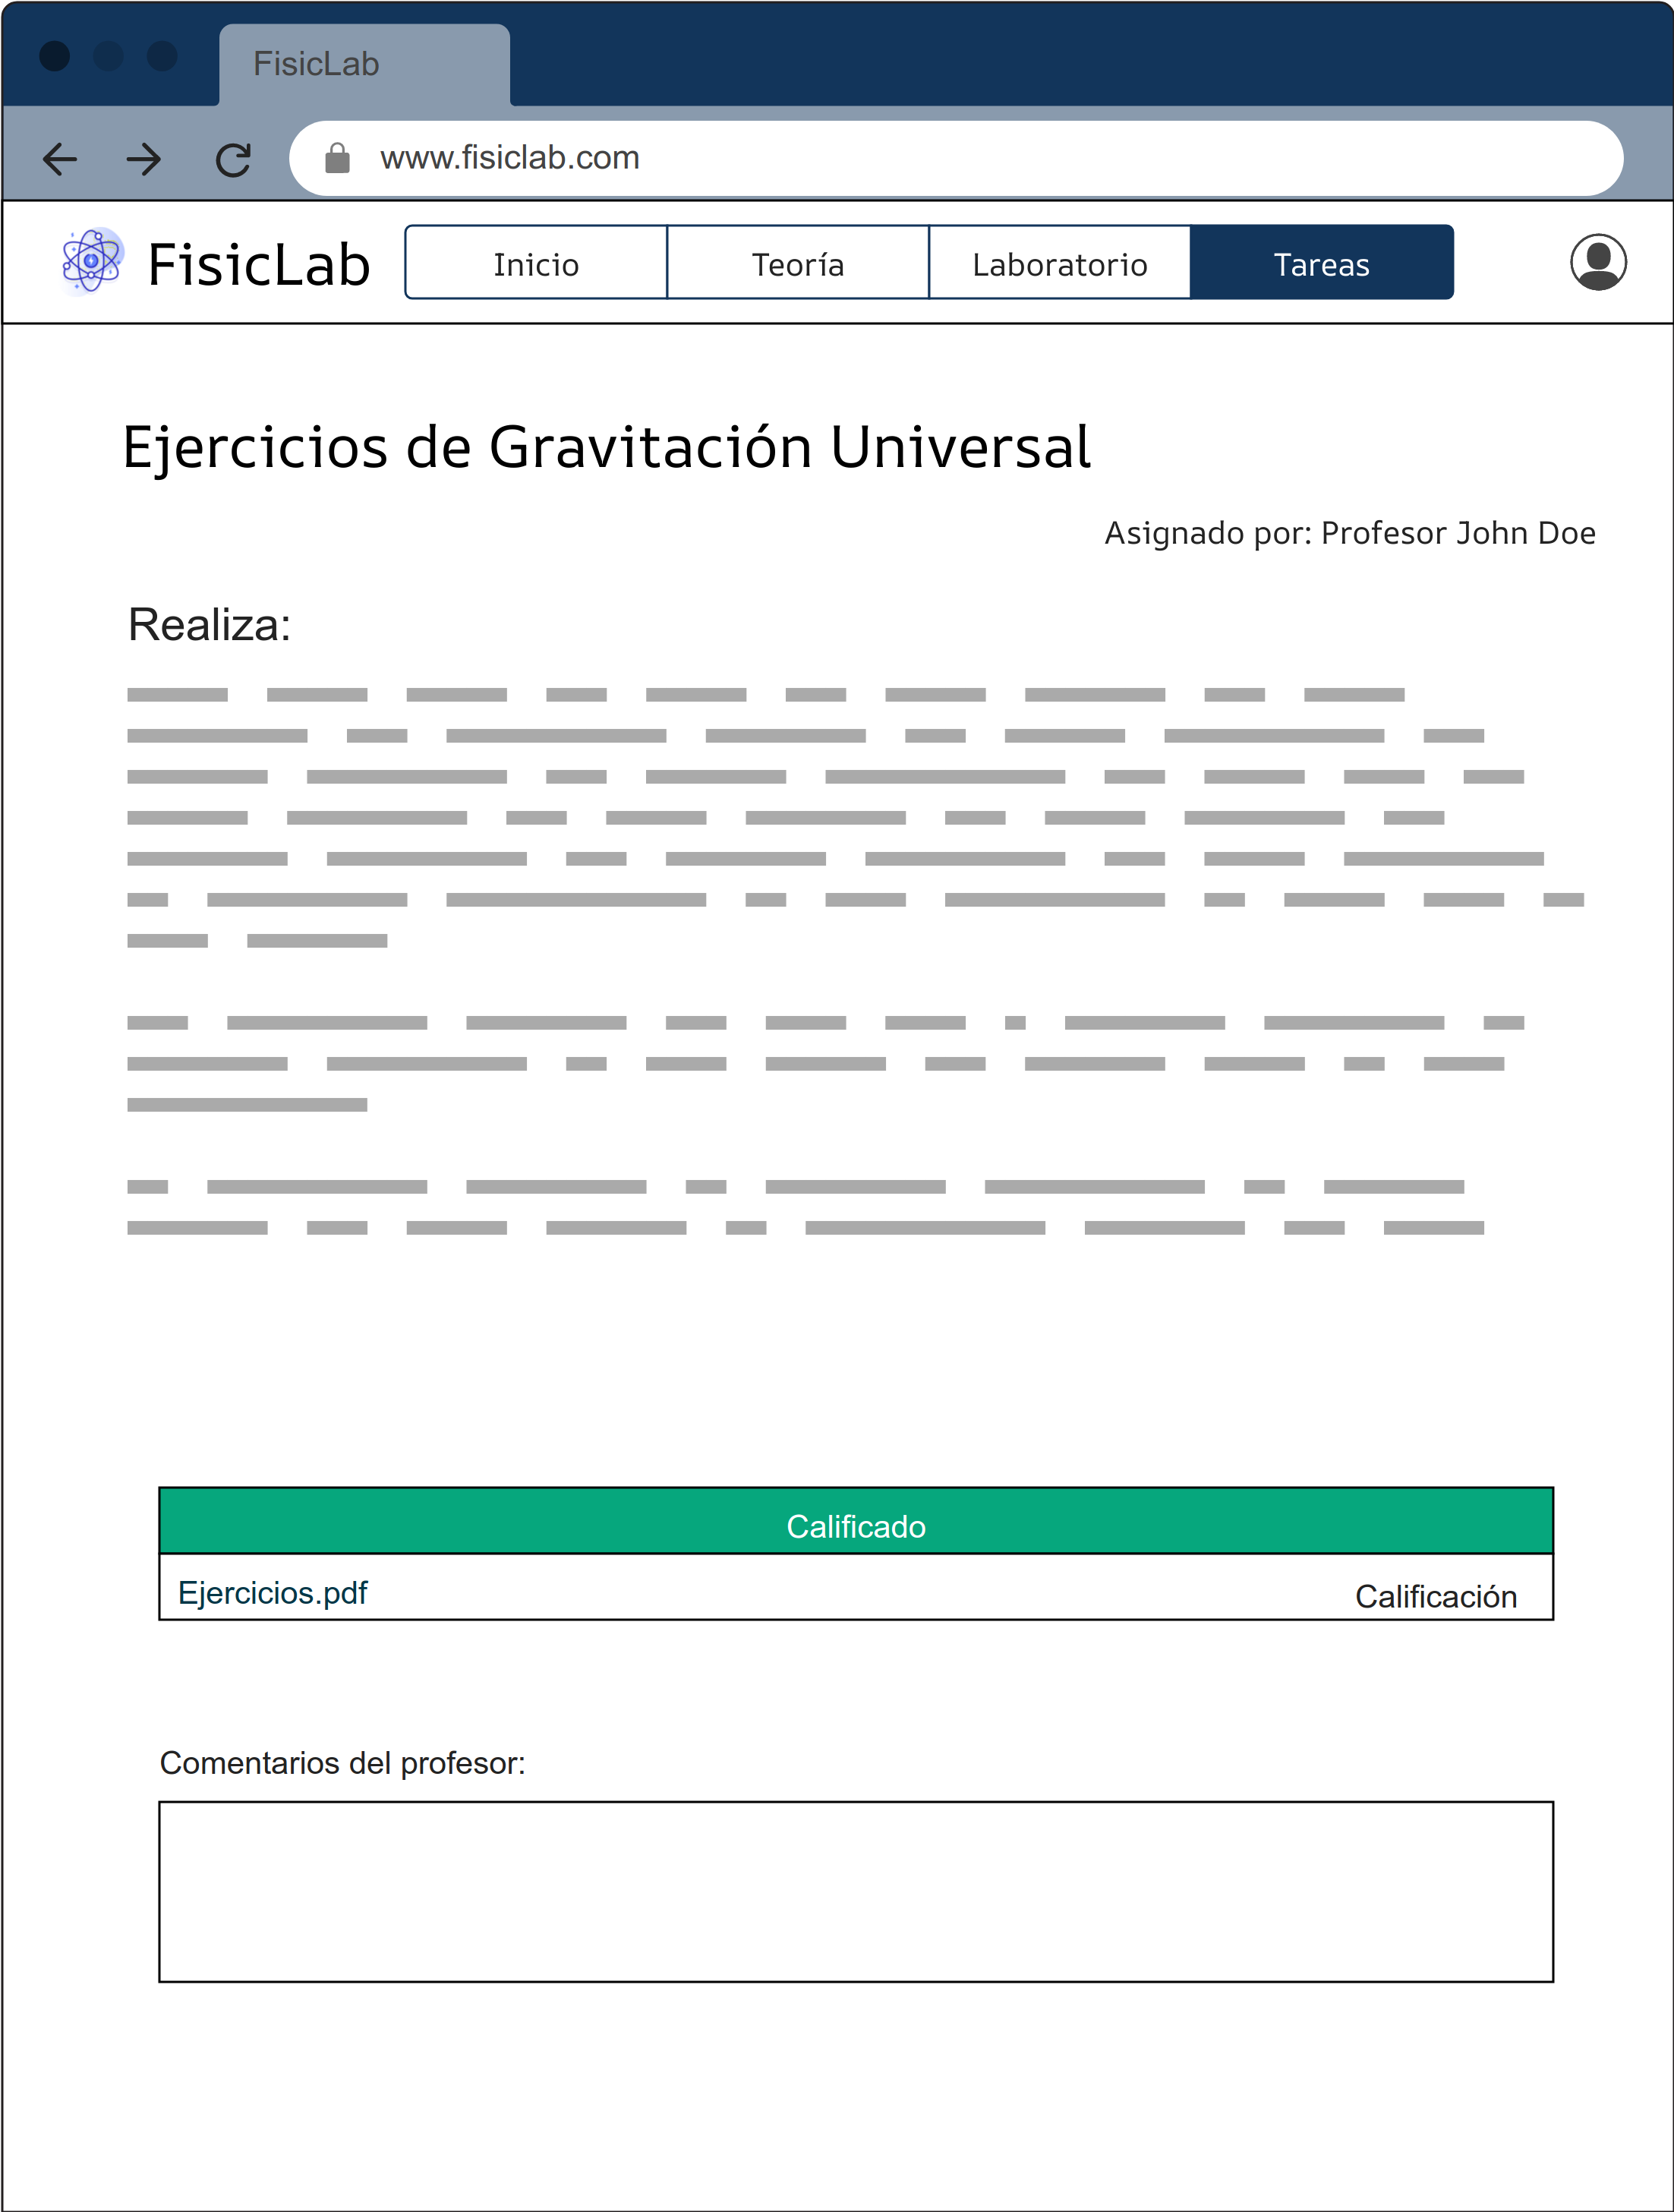 FisicLab
www.fisiclab.com
FisicLab
Inicio
Teoría
Laboratorio
Tareas
Ejercicios de Gravitación Universal
Asignado por: Profesor John Doe
Realiza:
Calificado
Ejercicios.pdf
Calificación
Comentarios del profesor: